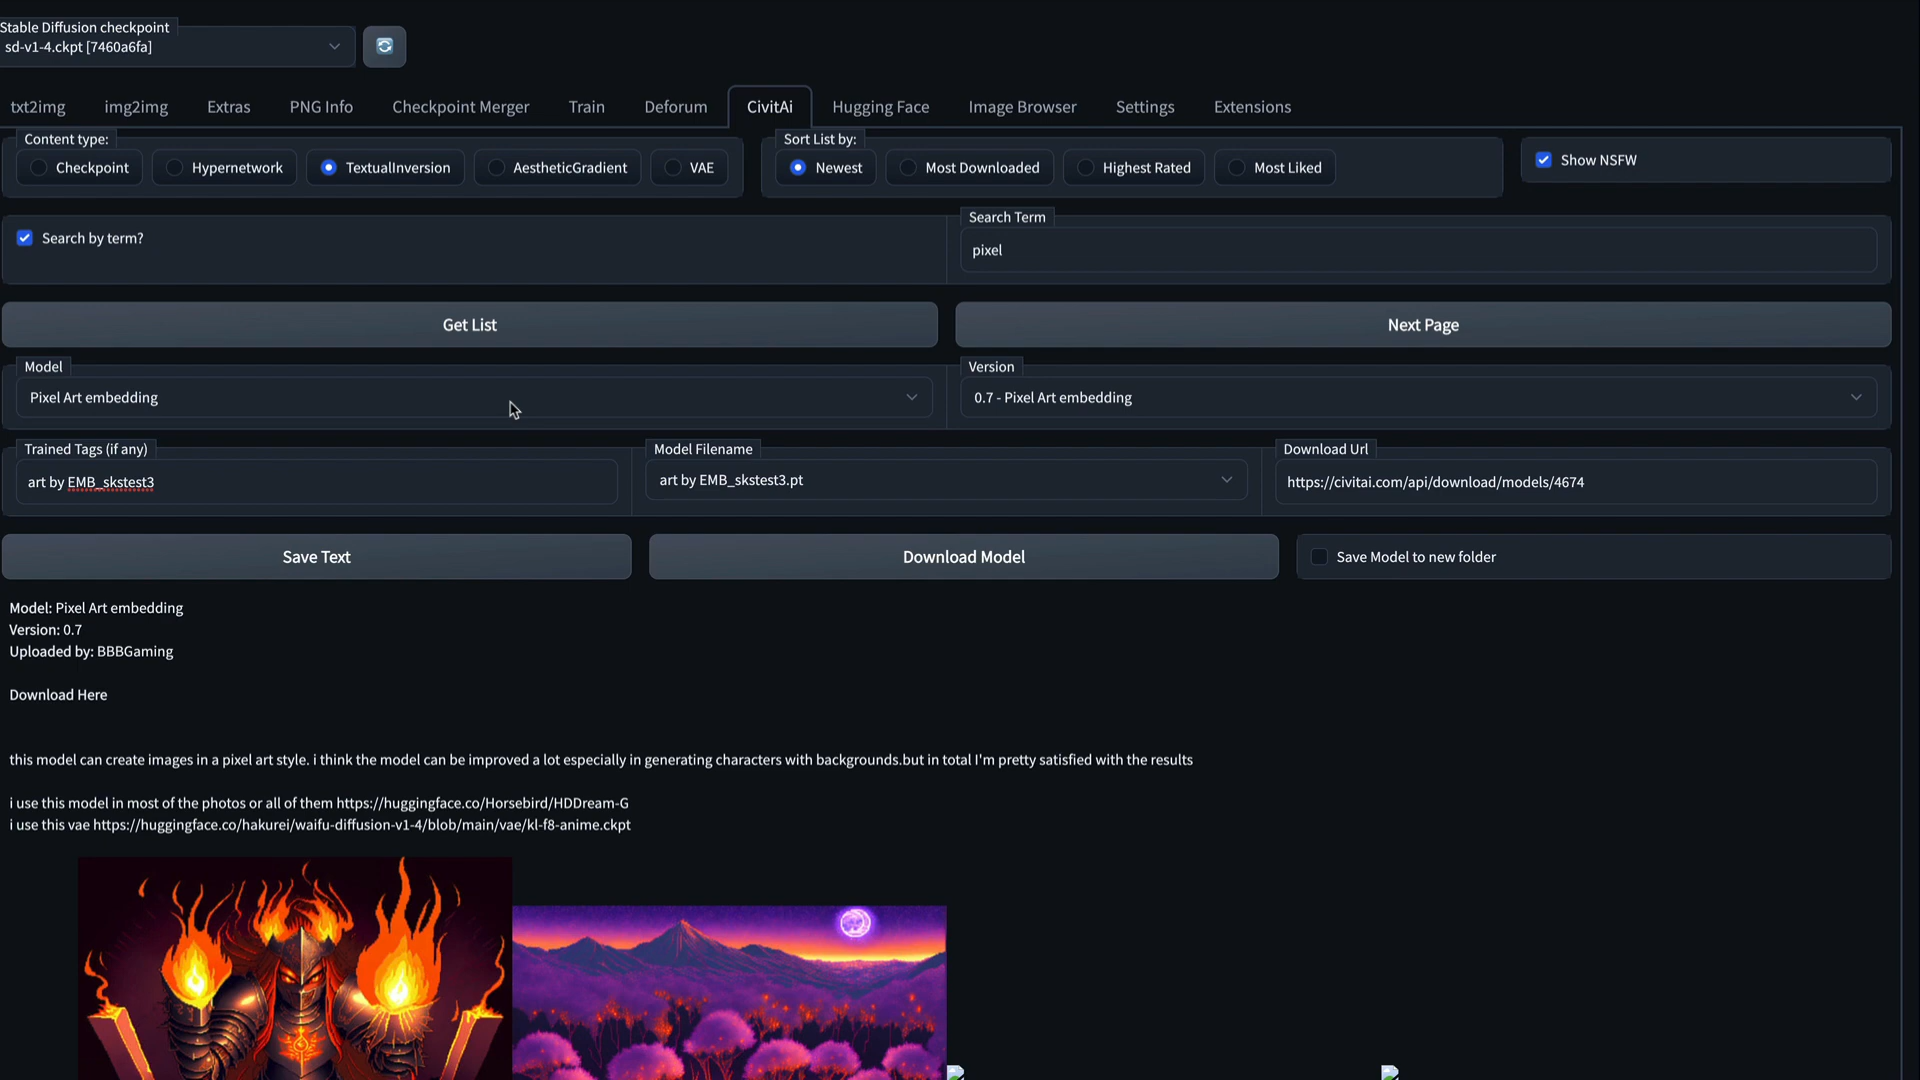 Stable Diffusion checkpoint
sd-v1-4.ckpt [7460a6fa]
txt2img img2img Extras PNG Info Checkpoint Merger Train Deforum CivitAi Hugging Face Image Browser Settings Extensions
Content type:
Checkpoint Hypernetwork TextualInversion AestheticGradient VAE
Sort List by:
Newest Most Downloaded Highest Rated Most Liked
Show NSFW
Search by term?
Search Term
pixel
Get List
Next Page
Model
Pixel Art embedding
Version
0.7 - Pixel Art embedding
Trained Tags (if any)
art by EMB_skstest3
Model Filename
art by EMB_skstest3.pt
Download Url
https://civitai.com/api/download/models/4674
Save Text
Download Model
Save Model to new folder
Model: Pixel Art embedding
Version: 0.7
Uploaded by: BBBGaming
Download Here
this model can create images in a pixel art style. i think the model can be improved a lot especially in generating characters with backgrounds.but in total I'm pretty satisfied with the results
i use this model in most of the photos or all of them https://huggingface.co/Horsebird/HDDream-G
i use this vae https://huggingface.co/hakurei/waifu-diffusion-v1-4/blob/main/vae/kl-f8-anime.ckpt